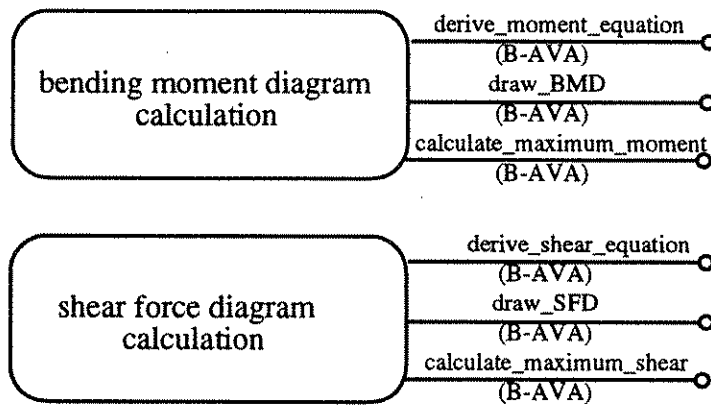 bending moment diagram
calculation
derive_moment_equation
(B-AVA)
draw_BMD
(B-AVA)
calculate_maximum_moment
(B-AVA)
shear force diagram
calculation
derive_shear_equation
(B-AVA)
draw_SFD
(B-AVA)
calculate_maximum_shear
(B-AVA)